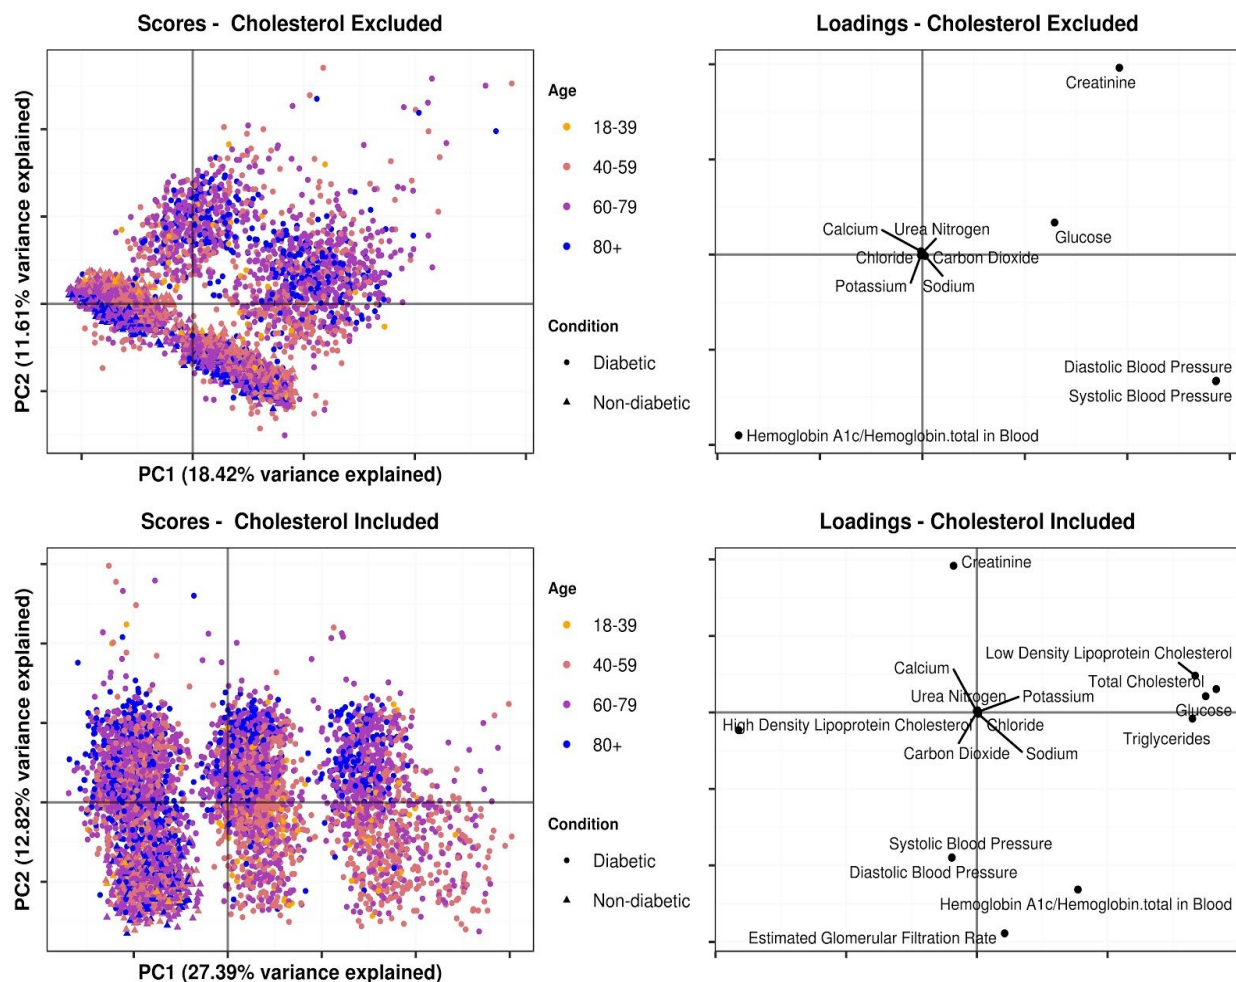 Scores -  Cholesterol Excluded
PC2 (11.61% variance explained)
PC1 (18.42% variance explained)
Age
18-39
40-59
60-79
80+
Condition
Diabetic
Non-diabetic
Loadings - Cholesterol Excluded
Creatinine
Calcium
Urea Nitrogen
Glucose
Chloride
Carbon Dioxide
Potassium
Sodium
Diastolic Blood Pressure
Systolic Blood Pressure
Hemoglobin A1c/Hemoglobin.total in Blood
Scores -  Cholesterol Included
PC2 (12.82% variance explained)
PC1 (27.39% variance explained)
Age
18-39
40-59
60-79
80+
Condition
Diabetic
Non-diabetic
Loadings - Cholesterol Included
Creatinine
Low Density Lipoprotein Cholesterol
Calcium
Total Cholesterol
Urea Nitrogen
Potassium
Glucose
High Density Lipoprotein Cholesterol
Chloride
Triglycerides
Carbon Dioxide
Sodium
Systolic Blood Pressure
Diastolic Blood Pressure
Hemoglobin A1c/Hemoglobin.total in Blood
Estimated Glomerular Filtration Rate